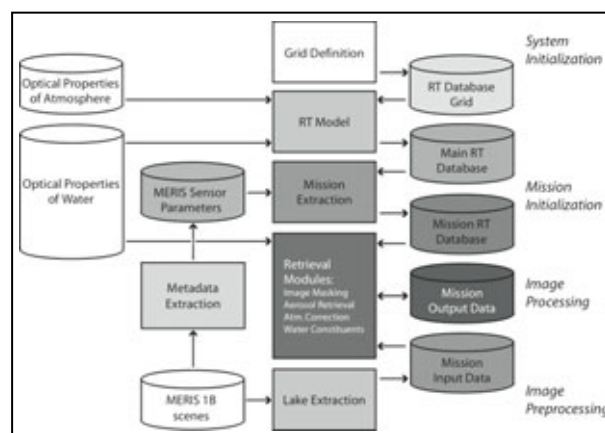 Grid Definition
System
Initialization
Optical Properties
of Atmosphere
RT Database
Grid
RT Model
Main RT
Database
Optical Properties
of Water
MERIS Sensor
Parameters
Mission
Extraction
Mission
Initialization
Mission RT
Database
Retrieval
Modules:
Image Masking
Aerosol Retrieval
Atm. Correction
Water Constituents
Metadata
Extraction
Mission
Output Data
Image
Processing
Mission
Input Data
MERIS 1B
scenes
Lake Extraction
Image
Preprocessing